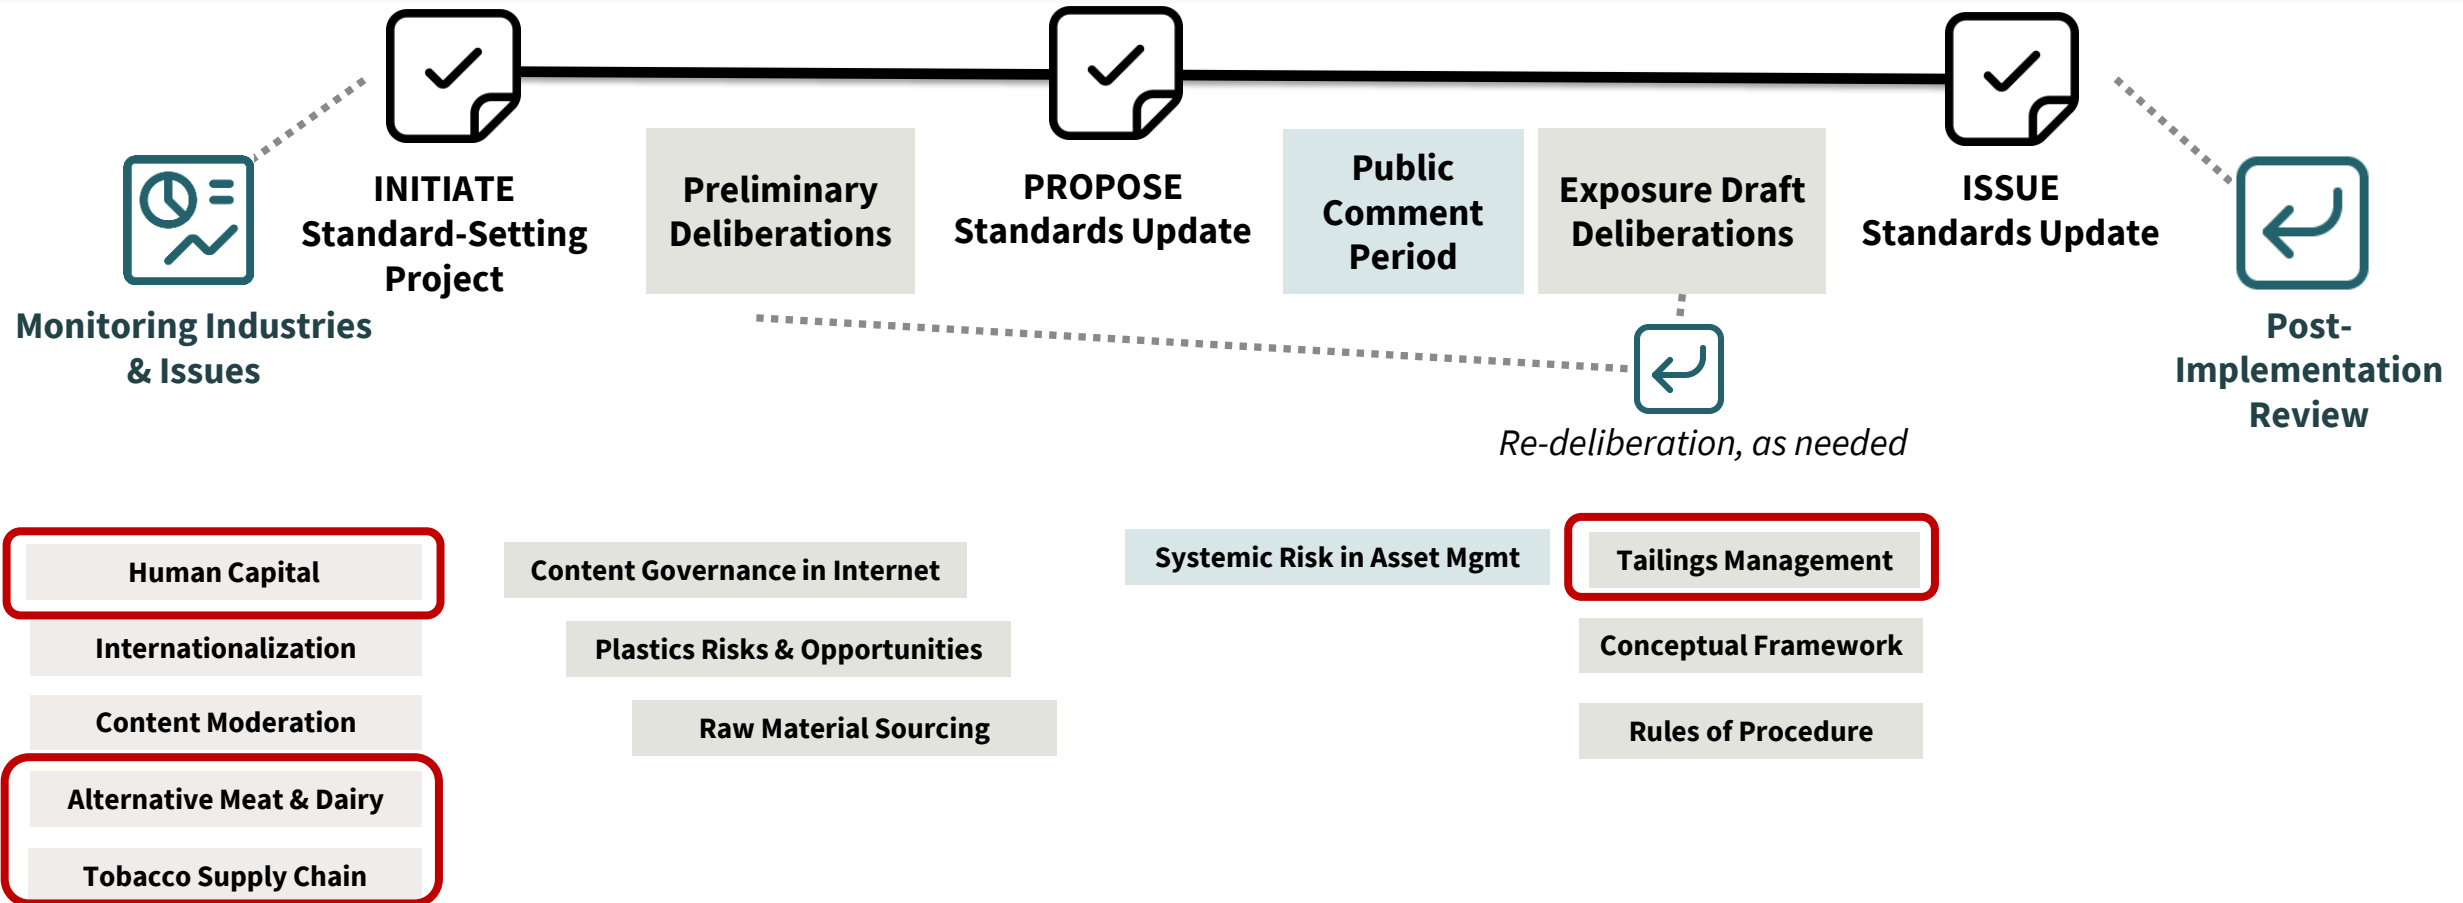 INITIATE
Standard-Setting
Project
Preliminary
Deliberations
PROPOSE
Standards Update
Public
Comment
Period
Exposure Draft
Deliberations
ISSUE
Standards Update
Monitoring Industries
& Issues
Post-
Implementation
Review
Re-deliberation, as needed
Human Capital
Internationalization
Content Moderation
Alternative Meat & Dairy
Tobacco Supply Chain
Content Governance in Internet
Plastics Risks & Opportunities
Raw Material Sourcing
Systemic Risk in Asset Mgmt
Tailings Management
Conceptual Framework
Rules of Procedure